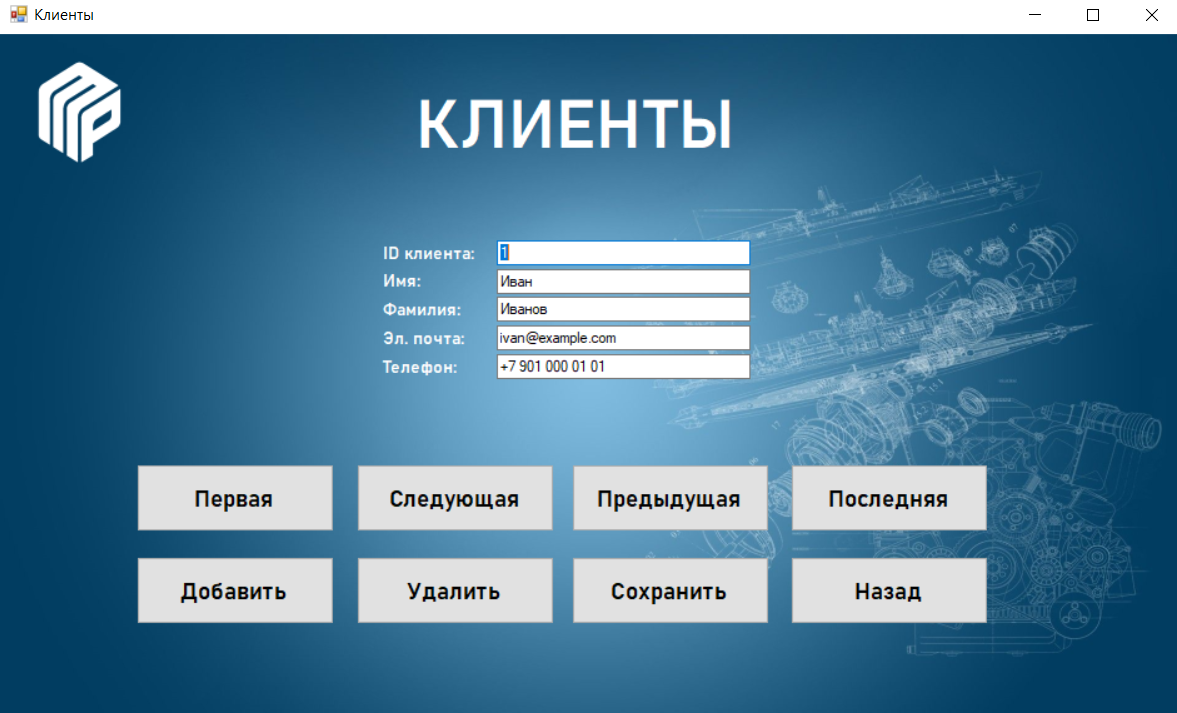 Клиенты
КЛИЕНТЫ
ID клиента: 1
Имя: Иван
Фамилия: Иванов
Эл. почта: ivan@example.com
Телефон: +7 901 000 01 01
Первая Следующая Предыдущая Последняя
Добавить Удалить Сохранить Назад